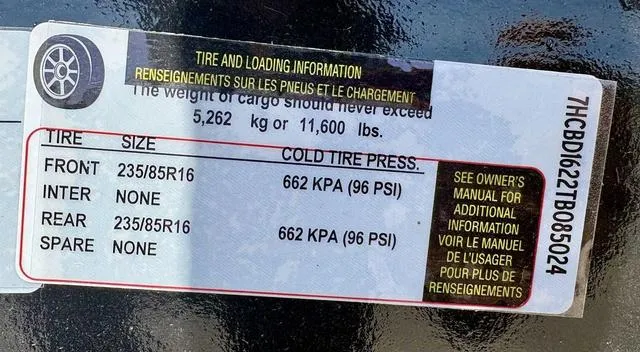 TIRE AND LOADING INFORMATION
RENSEIGNEMENTS SUR LES PNEUS ET LE CHARGEMENT
The weight of cargo should never exceed
5,262 kg or 11,600 lbs.
TIRE SIZE COLD TIRE PRESS.
FRONT 235/85R16 662 KPA (96 PSI)
INTER NONE
REAR 235/85R16 662 KPA (96 PSI)
SPARE NONE
SEE OWNER'S
MANUAL FOR
ADDITIONAL
INFORMATION
VOIR LE MANUEL
DE L'USAGER
POUR PLUS DE
RENSEIGNEMENTS
7HCBDI622TB085024